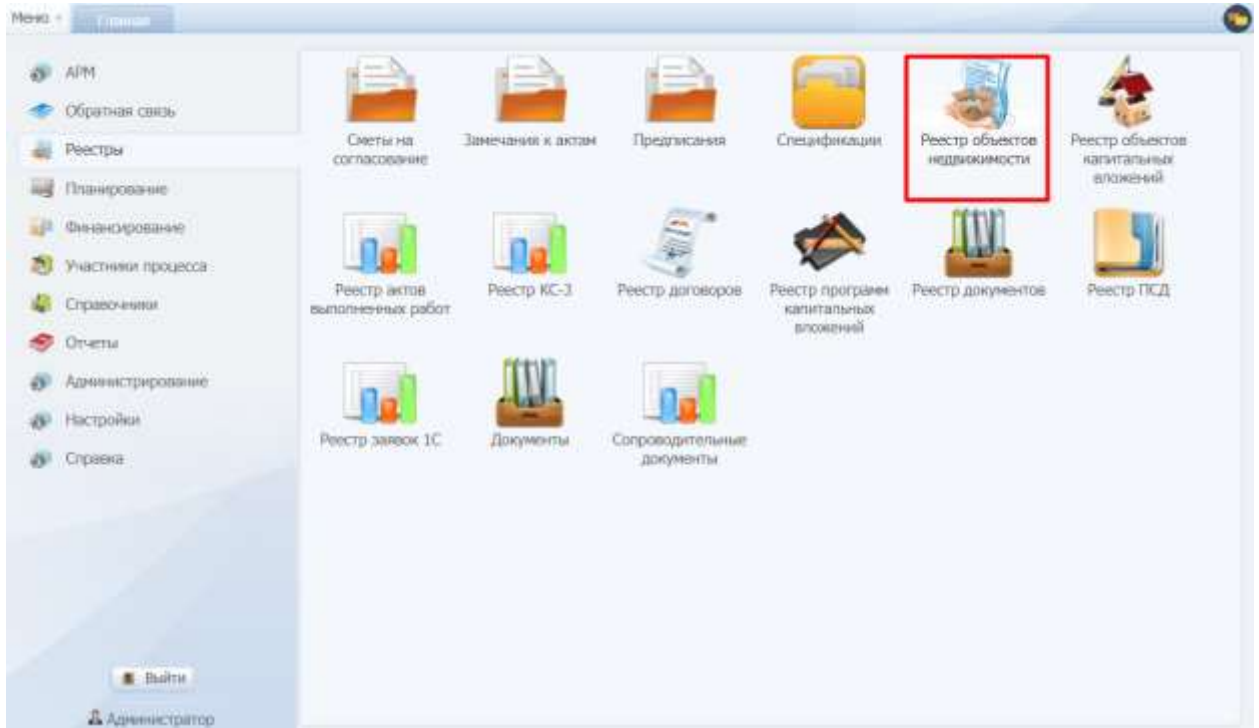 Меню
Главная
АРМ
Обратная связь
Реестры
Планирование
Финансирование
Участники процесса
Справочники
Отчеты
Администрирование
Настройки
Справка
Выйти
Администратор
Сметы на
согласование
Замечания к актам
Предписания
Спецификации
Реестр объектов
недвижимости
Реестр объектов
капитальных
вложений
Реестр актов
выполненных работ
Реестр КС-3
Реестр договоров
Реестр программ
капитальных
вложений
Реестр документов
Реестр ПСД
Реестр заявок 1С
Документы
Сопроводительные
документы